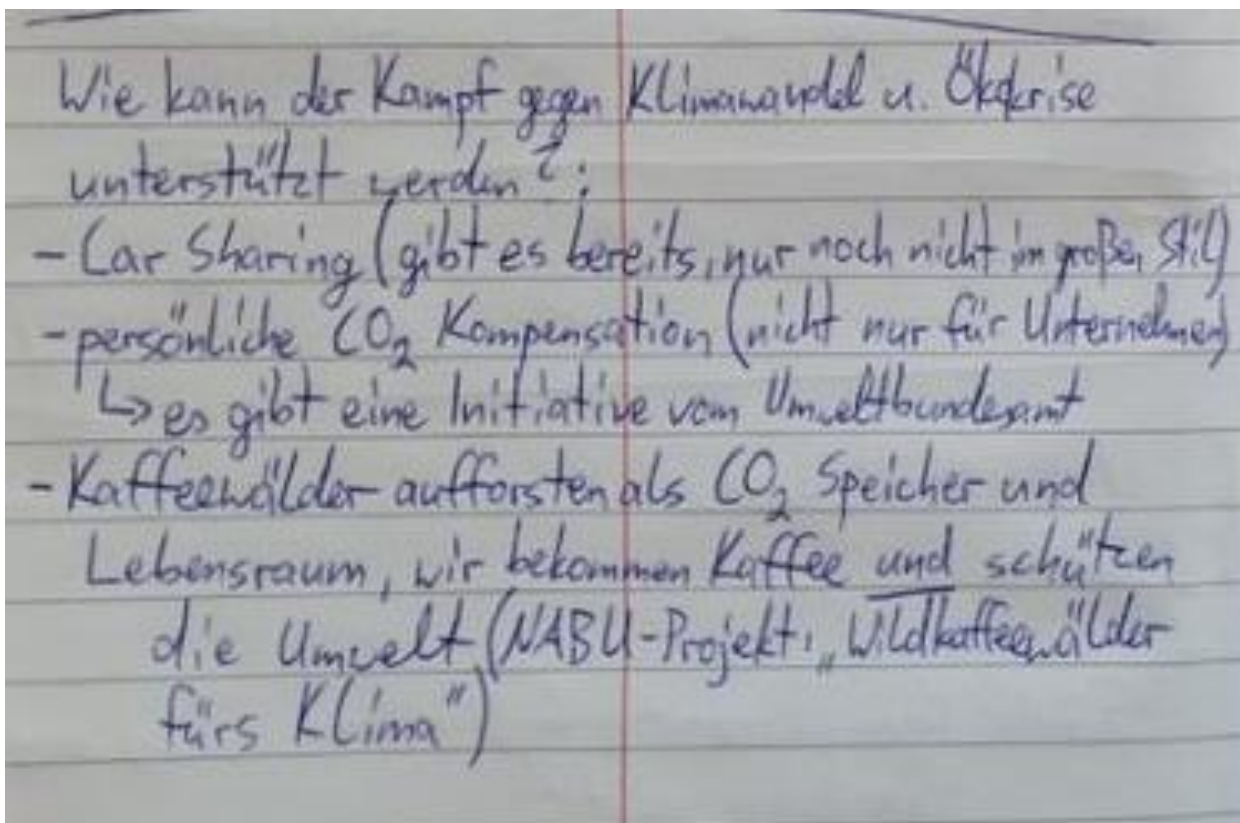 Wie kann der Kampf gegen Klimawandel u. Ökokrise
unterstützt werden?:
- Car Sharing (gibt es bereits, nur noch nicht im großen Stil)
- persönliche CO₂ Kompensation (nicht nur für Unternehmen)
↳ es gibt eine Initiative vom Umweltbundesamt
- Kaffeewälder aufforsten als CO₂ Speicher und
Lebensraum, wir bekommen Kaffee und schützen
die Umwelt (NABU-Projekt: „Wildkaffeewälder
fürs Klima")